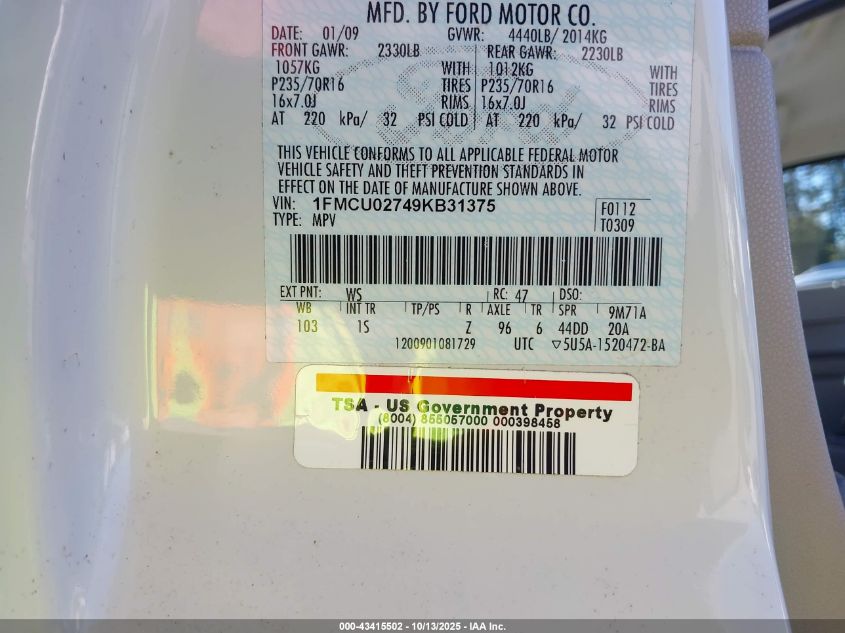 MFD. BY FORD MOTOR CO.
DATE: 01/09 GVWR: 4440LB/ 2014KG
FRONT GAWR: 2330LB REAR GAWR: 2230LB
1057KG WITH 1012KG WITH
P235/70R16 TIRES P235/70R16 TIRES
16x7.0J RIMS 16x7.0J RIMS
AT 220 kPa/ 32 PSI COLD AT 220 kPa/ 32 PSI COLD
THIS VEHICLE CONFORMS TO ALL APPLICABLE FEDERAL MOTOR
VEHICLE SAFETY AND THEFT PREVENTION STANDARDS IN
EFFECT ON THE DATE OF MANUFACTURE SHOWN ABOVE.
VIN: 1FMCU02749KB31375 F0112
TYPE: MPV T0309
EXT PNT: WS RC: 47 DSO:
WB INT TR TP/PS R AXLE TR SPR 9M71A
103 1S Z 96 6 44DD 20A
1200901081729 UTC ▽5U5A-1520472-BA
TSA - US Government Property
(8004) 855057000 000398458
000-43415502 - 10/13/2025 - IAA Inc.